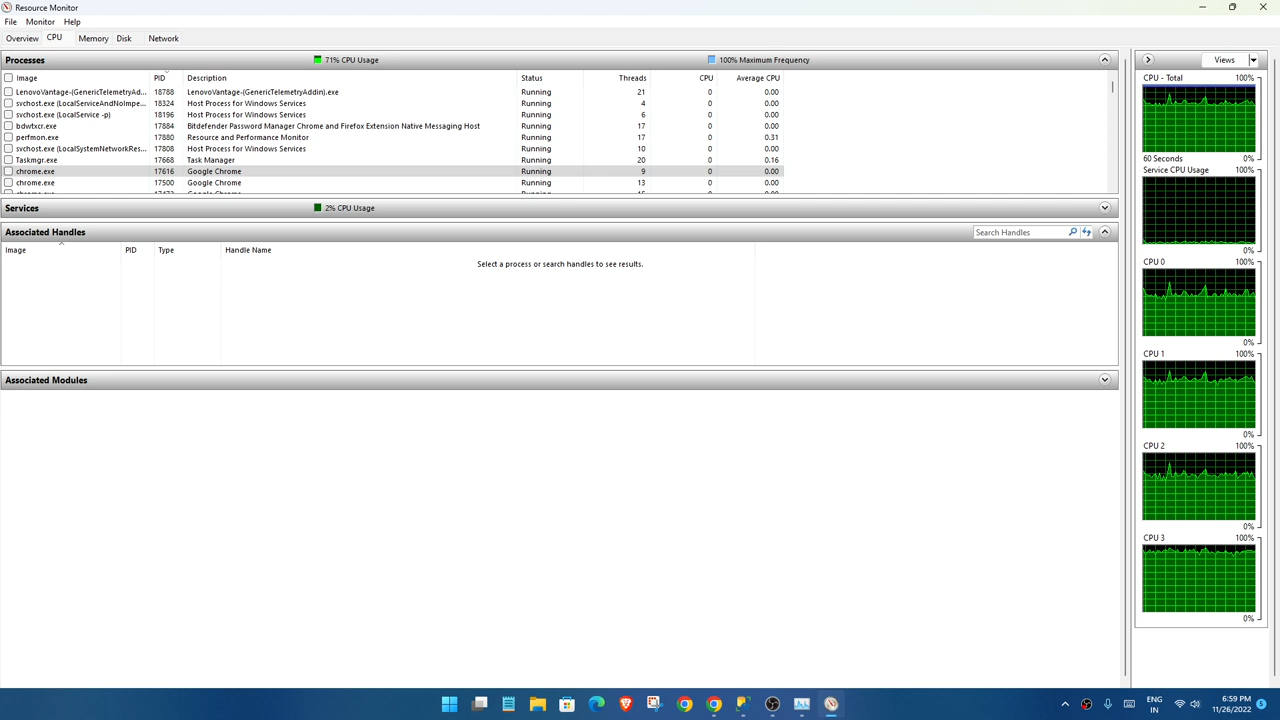 Resource Monitor
File Monitor Help
Overview CPU Memory Disk Network
Processes 71% CPU Usage 100% Maximum Frequency
Image PID Description Status Threads CPU Average CPU
LenovoVantage-(GenericTelemetryAd... 18788 LenovoVantage-(GenericTelemetryAddin).exe Running 21 0 0.00
svchost.exe (LocalServiceAndNoImpe... 18324 Host Process for Windows Services Running 4 0 0.00
svchost.exe (LocalService -p) 18196 Host Process for Windows Services Running 6 0 0.00
bdwtxcr.exe 17884 Bitdefender Password Manager Chrome and Firefox Extension Native Messaging Host Running 17 0 0.00
perfmon.exe 17880 Resource and Performance Monitor Running 17 0 0.31
svchost.exe (LocalSystemNetworkRes... 17808 Host Process for Windows Services Running 10 0 0.00
Taskmgr.exe 17668 Task Manager Running 20 0 0.16
chrome.exe 17616 Google Chrome Running 9 0 0.00
chrome.exe 17500 Google Chrome Running 13 0 0.00
Services 2% CPU Usage
Associated Handles Search Handles
Image PID Type Handle Name
Select a process or search handles to see results.
Associated Modules
Views
CPU - Total 100%
60 Seconds 0%
Service CPU Usage 100%
0%
CPU 0 100%
0%
CPU 1 100%
0%
CPU 2 100%
0%
CPU 3 100%
0%
ENG
IN
6:59 PM
11/26/2022
5